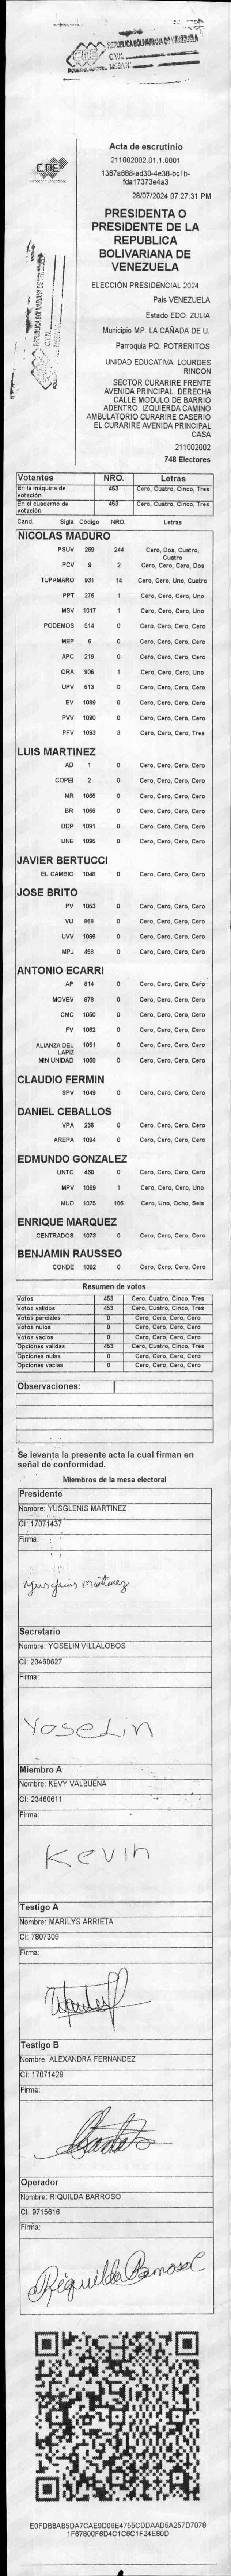 REPUBLICA BOLIVARIANA DE VENEZUELA
CNE
Acta de escrutinio
211002002.01.1.0001
1387a688-ad30-4e38-bc1b-
fda17373e4a3
28/07/2024 07:27:31 PM
PRESIDENTA O
PRESIDENTE DE LA
REPUBLICA
BOLIVARIANA DE
VENEZUELA
ELECCIÓN PRESIDENCIAL 2024
Pais VENEZUELA
Estado EDO. ZULIA
Municipio MP. LA CAÑADA DE U.
Parroquia PQ. POTRERITOS
UNIDAD EDUCATIVA LOURDES
RINCON
SECTOR CURARIRE FRENTE
AVENIDA PRINCIPAL. DERECHA
CALLE MODULO DE BARRIO
ADENTRO. IZQUIERDA CAMINO
AMBULATORIO CURARIRE CASERIO
EL CURARIRE AVENIDA PRINCIPAL
CASA
211002002
748 Electores
Votantes NRO. Letras
En la máquina de votación 453 Cero, Cuatro, Cinco, Tres
En el cuaderno de votación 453 Cero, Cuatro, Cinco, Tres
Cand. Sigla Código NRO. Letras
NICOLAS MADURO
PSUV 269 244 Cero, Dos, Cuatro, Cuatro
PCV 9 2 Cero, Cero, Cero, Dos
TUPAMARO 931 14 Cero, Cero, Uno, Cuatro
PPT 276 1 Cero, Cero, Cero, Uno
MSV 1017 1 Cero, Cero, Cero, Uno
PODEMOS 514 0 Cero, Cero, Cero, Cero
MEP 6 0 Cero, Cero, Cero, Cero
APC 219 0 Cero, Cero, Cero, Cero
ORA 906 1 Cero, Cero, Cero, Uno
UPV 513 0 Cero, Cero, Cero, Cero
EV 1089 0 Cero, Cero, Cero, Cero
PVV 1090 0 Cero, Cero, Cero, Cero
PFV 1093 3 Cero, Cero, Cero, Tres
LUIS MARTINEZ
AD 1 0 Cero, Cero, Cero, Cero
COPEI 2 0 Cero, Cero, Cero, Cero
MR 1065 0 Cero, Cero, Cero, Cero
BR 1066 0 Cero, Cero, Cero, Cero
DDP 1091 0 Cero, Cero, Cero, Cero
UNE 1095 0 Cero, Cero, Cero, Cero
JAVIER BERTUCCI
EL CAMBIO 1048 0 Cero, Cero, Cero, Cero
JOSE BRITO
PV 1053 0 Cero, Cero, Cero, Cero
VU 0 Cero, Cero, Cero, Cero
UVV 1096 0 Cero, Cero, Cero, Cero
MPJ 458 0 Cero, Cero, Cero, Cero
ANTONIO ECARRI
AP 814 0 Cero, Cero, Cero, Cero
MOVEV 878 0 Cero, Cero, Cero, Cero
CMC 1050 0 Cero, Cero, Cero, Cero
FV 1062 0 Cero, Cero, Cero, Cero
ALIANZA DEL LAPIZ 1051 0 Cero, Cero, Cero, Cero
MIN UNIDAD 1068 0 Cero, Cero, Cero, Cero
CLAUDIO FERMIN
SPV 1049 0 Cero, Cero, Cero, Cero
DANIEL CEBALLOS
VPA 236 0 Cero, Cero, Cero, Cero
AREPA 1094 0 Cero, Cero, Cero, Cero
EDMUNDO GONZALEZ
UNTC 460 0 Cero, Cero, Cero, Cero
MPV 1069 1 Cero, Cero, Cero, Uno
MUD 1075 186 Cero, Uno, Ocho, Seis
ENRIQUE MARQUEZ
CENTRADOS 1073 0 Cero, Cero, Cero, Cero
BENJAMIN RAUSSEO
CONDE 1092 0 Cero, Cero, Cero, Cero
Resumen de votos
Votos 453 Cero, Cuatro, Cinco, Tres
Votos validos 453 Cero, Cuatro, Cinco, Tres
Votos parciales 0 Cero, Cero, Cero, Cero
Votos nulos 0 Cero, Cero, Cero, Cero
Votos vacios 0 Cero, Cero, Cero, Cero
Opciones validas 453 Cero, Cuatro, Cinco, Tres
Opciones nulas 0 Cero, Cero, Cero, Cero
Opciones vacias 0 Cero, Cero, Cero, Cero
Observaciones:
Se levanta la presente acta la cual firman en
señal de conformidad.
Miembros de la mesa electoral
Presidente
Nombre: YUSGLENIS MARTINEZ
CI: 17071437
Firma:
Yusglenis Martinez
Secretario
Nombre: YOSELIN VILLALOBOS
CI: 23460627
Firma:
Yoselin
Miembro A
Nombre: KEVY VALBUENA
CI: 23460611
Firma:
Kevin
Testigo A
Nombre: MARILYS ARRIETA
CI: 7807309
Firma:
Testigo B
Nombre: ALEXANDRA FERNANDEZ
CI: 17071429
Firma:
Operador
Nombre: RIQUILDA BARROSO
CI: 9715616
Firma:
Riquilda Barroso
E0FDB8AB5DA7CAE9D06E4755CDDAAD5A257D7078
1F67800F6D4C1C6C1F24E80D